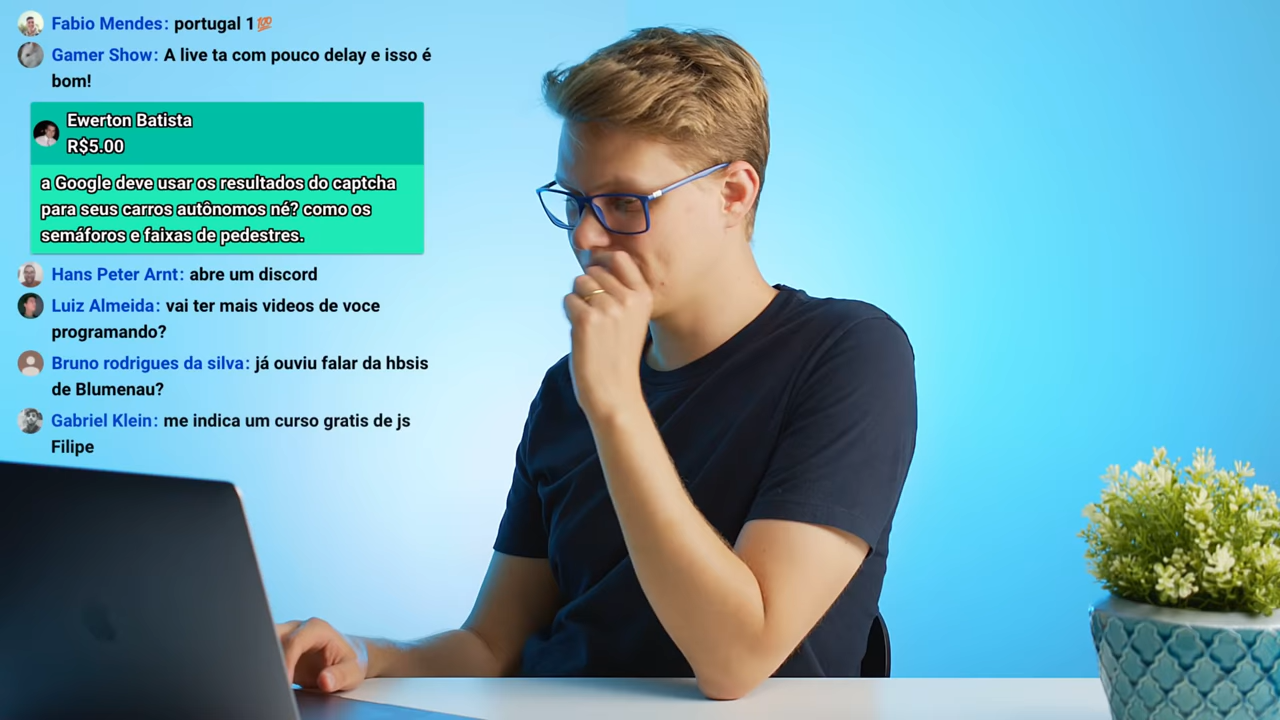 Fabio Mendes: portugal 1💯
Gamer Show: A live ta com pouco delay e isso é
bom!
Ewerton Batista
R$5.00
a Google deve usar os resultados do captcha
para seus carros autônomos né? como os
semáforos e faixas de pedestres.
Hans Peter Arnt: abre um discord
Luiz Almeida: vai ter mais videos de voce
programando?
Bruno rodrigues da silva: já ouviu falar da hbsis
de Blumenau?
Gabriel Klein: me indica um curso gratis de js
Filipe